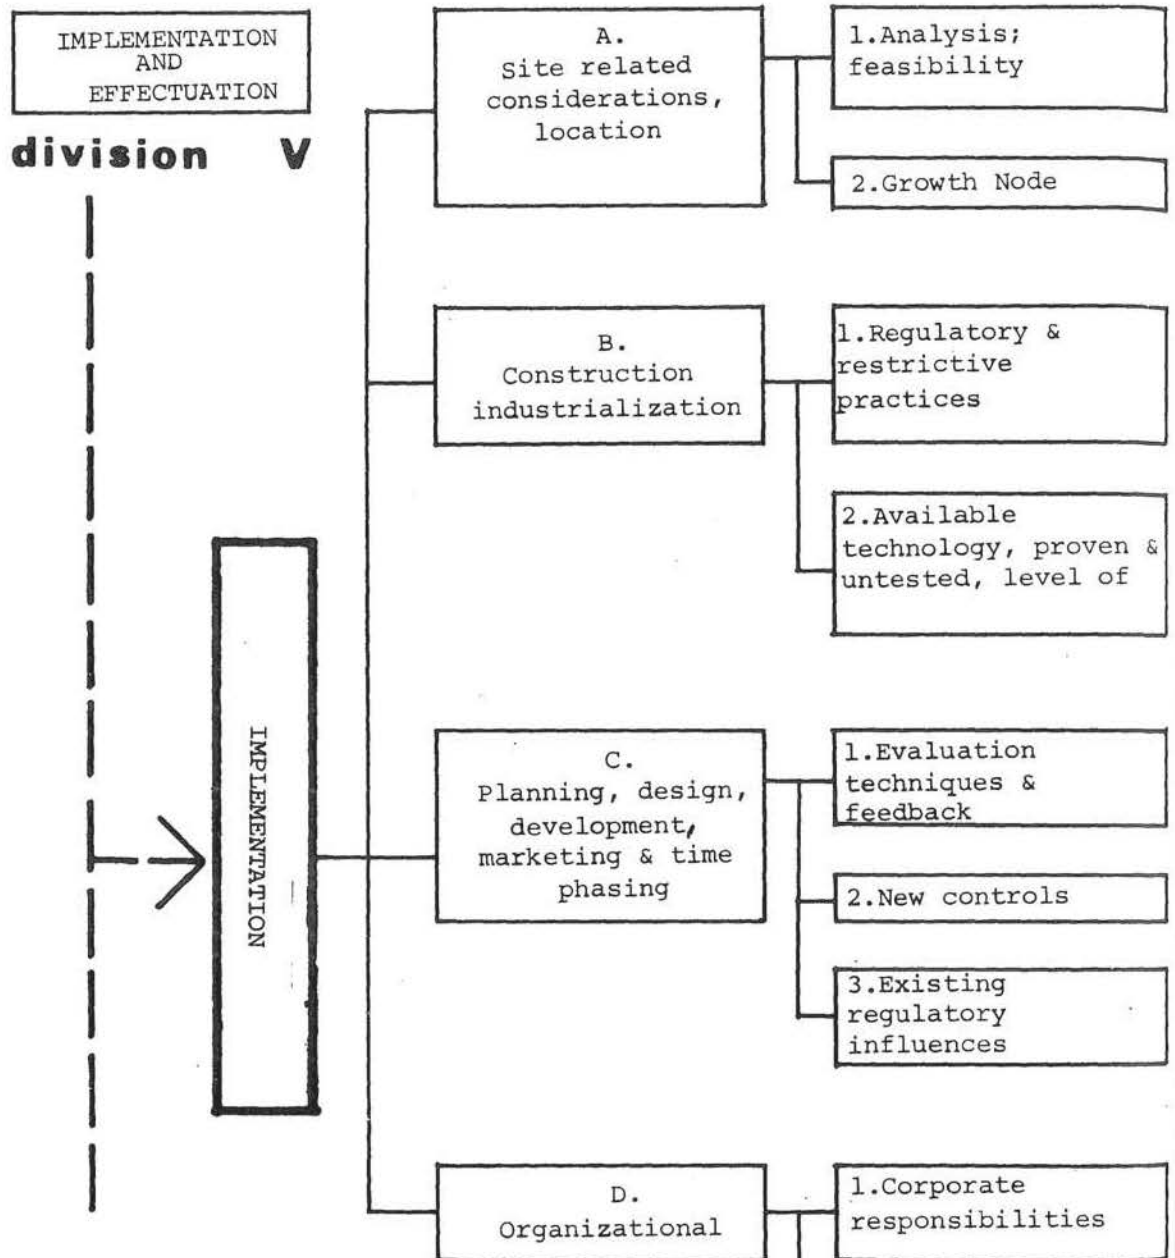 IMPLEMENTATION
AND
EFFECTUATION
division V
IMPLEMENTATION
A.
Site related
considerations,
location
1.Analysis;
feasibility
2.Growth Node
B.
Construction
industrialization
1.Regulatory &
restrictive
practices
2.Available
technology, proven &
untested, level of
C.
Planning, design,
development,
marketing & time
phasing
1.Evaluation
techniques &
feedback
2.New controls
3.Existing
regulatory
influences
D.
Organizational
1.Corporate
responsibilities